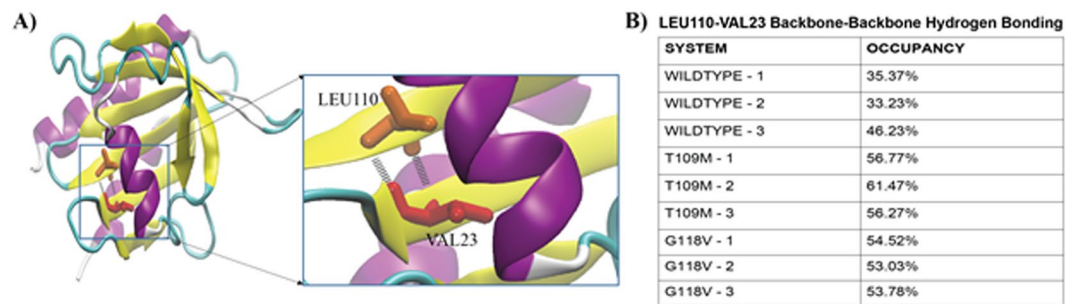 A)
LEU110
VAL23
B) LEU110-VAL23 Backbone-Backbone Hydrogen Bonding
SYSTEM OCCUPANCY
WILDTYPE - 1 35.37%
WILDTYPE - 2 33.23%
WILDTYPE - 3 46.23%
T109M - 1 56.77%
T109M - 2 61.47%
T109M - 3 56.27%
G118V - 1 54.52%
G118V - 2 53.03%
G118V - 3 53.78%